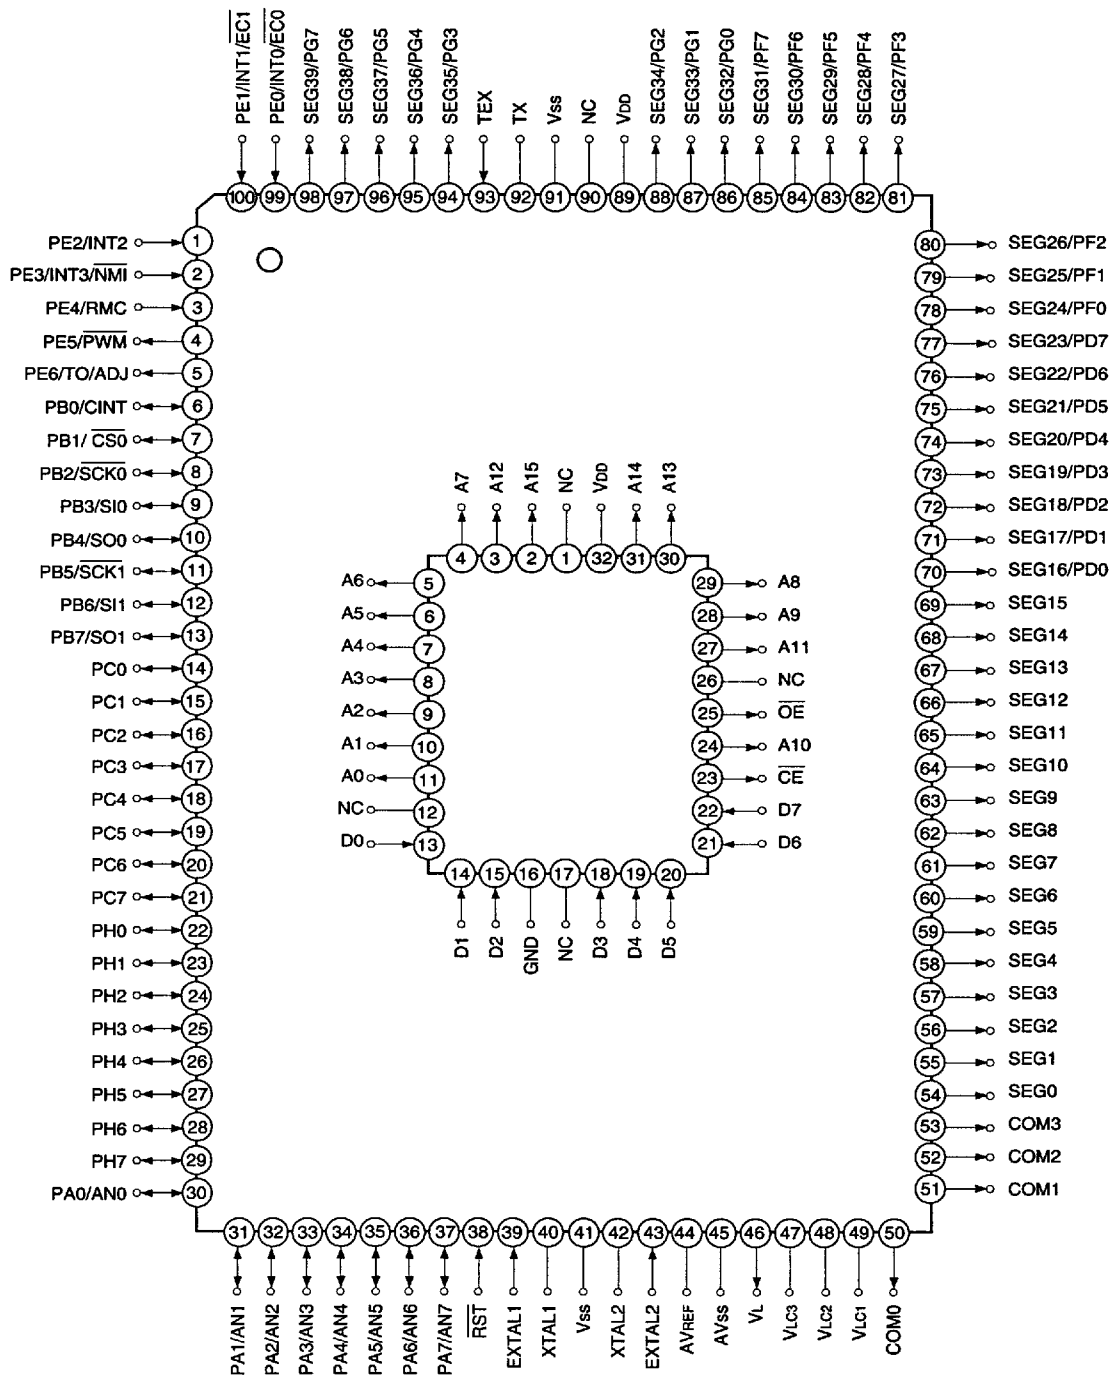 PE1/INT1/EC1
PE0/INT0/EC0
SEG39/PG7
SEG38/PG6
SEG37/PG5
SEG36/PG4
SEG35/PG3
TEX
TX
Vss
NC
VDD
SEG34/PG2
SEG33/PG1
SEG32/PG0
SEG31/PF7
SEG30/PF6
SEG29/PF5
SEG28/PF4
SEG27/PF3
100 99 98 97 96 95 94 93 92 91 90 89 88 87 86 85 84 83 82 81
PE2/INT2 1
PE3/INT3/NMI 2
PE4/RMC 3
PE5/PWM 4
PE6/TO/ADJ 5
PB0/CINT 6
PB1/ CS0 7
PB2/SCK0 8
PB3/SI0 9
PB4/SO0 10
PB5/SCK1 11
PB6/SI1 12
PB7/SO1 13
PC0 14
PC1 15
PC2 16
PC3 17
PC4 18
PC5 19
PC6 20
PC7 21
PH0 22
PH1 23
PH2 24
PH3 25
PH4 26
PH5 27
PH6 28
PH7 29
PA0/AN0 30
A7
A12
A15
NC
VDD
A14
A13
4 3 2 1 32 31 30
A6 5
A5 6
A4 7
A3 8
A2 9
A1 10
A0 11
NC 12
D0 13
29 A8
28 A9
27 A11
26 NC
25 OE
24 A10
23 CE
22 D7
21 D6
14 15 16 17 18 19 20
D1
D2
GND
NC
D3
D4
D5
80 SEG26/PF2
79 SEG25/PF1
78 SEG24/PF0
77 SEG23/PD7
76 SEG22/PD6
75 SEG21/PD5
74 SEG20/PD4
73 SEG19/PD3
72 SEG18/PD2
71 SEG17/PD1
70 SEG16/PD0
69 SEG15
68 SEG14
67 SEG13
66 SEG12
65 SEG11
64 SEG10
63 SEG9
62 SEG8
61 SEG7
60 SEG6
59 SEG5
58 SEG4
57 SEG3
56 SEG2
55 SEG1
54 SEG0
53 COM3
52 COM2
51 COM1
31 32 33 34 35 36 37 38 39 40 41 42 43 44 45 46 47 48 49 50
PA1/AN1
PA2/AN2
PA3/AN3
PA4/AN4
PA5/AN5
PA6/AN6
PA7/AN7
RST
EXTAL1
XTAL1
Vss
XTAL2
EXTAL2
AVREF
AVss
VL
VLC3
VLC2
VLC1
COM0